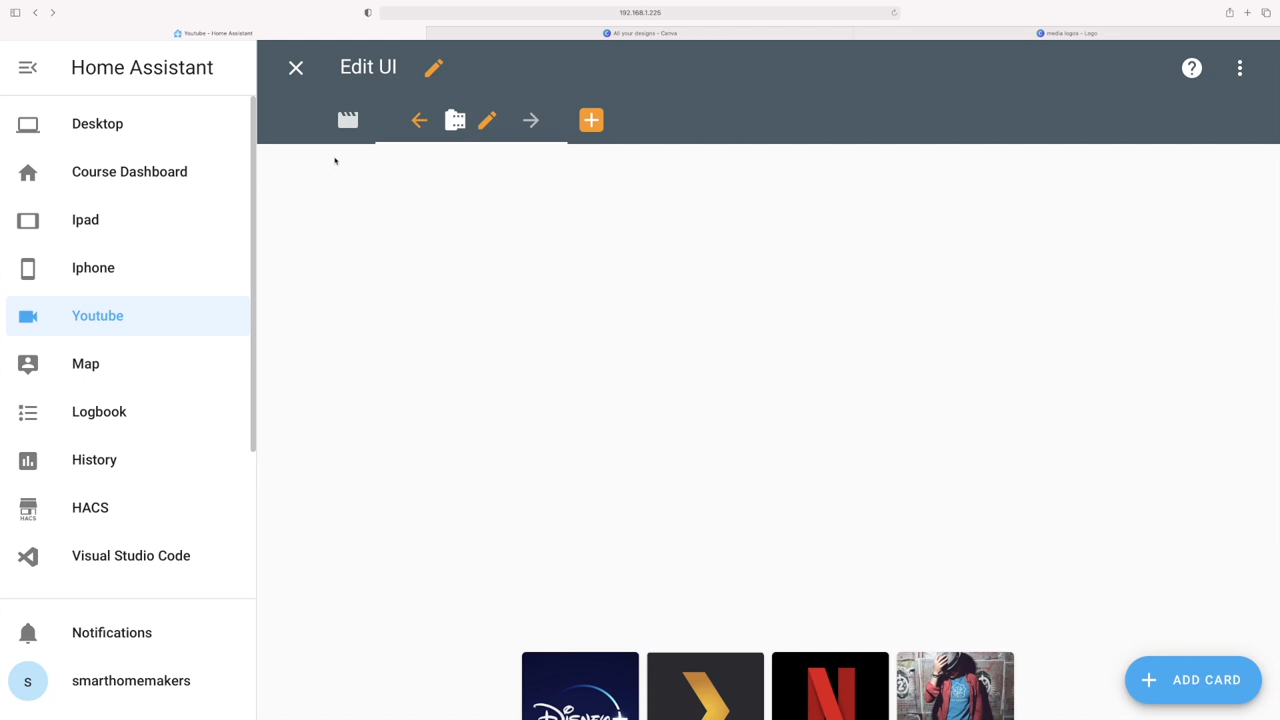 192.168.1.225
Youtube - Home Assistant
All your designs - Canva
media logos - Logo
Home Assistant
Edit UI
Desktop
Course Dashboard
Ipad
Iphone
Youtube
Map
Logbook
History
HACS
HACS
Visual Studio Code
Notifications
s
smarthomemakers
DISNEY+
N
ADD CARD